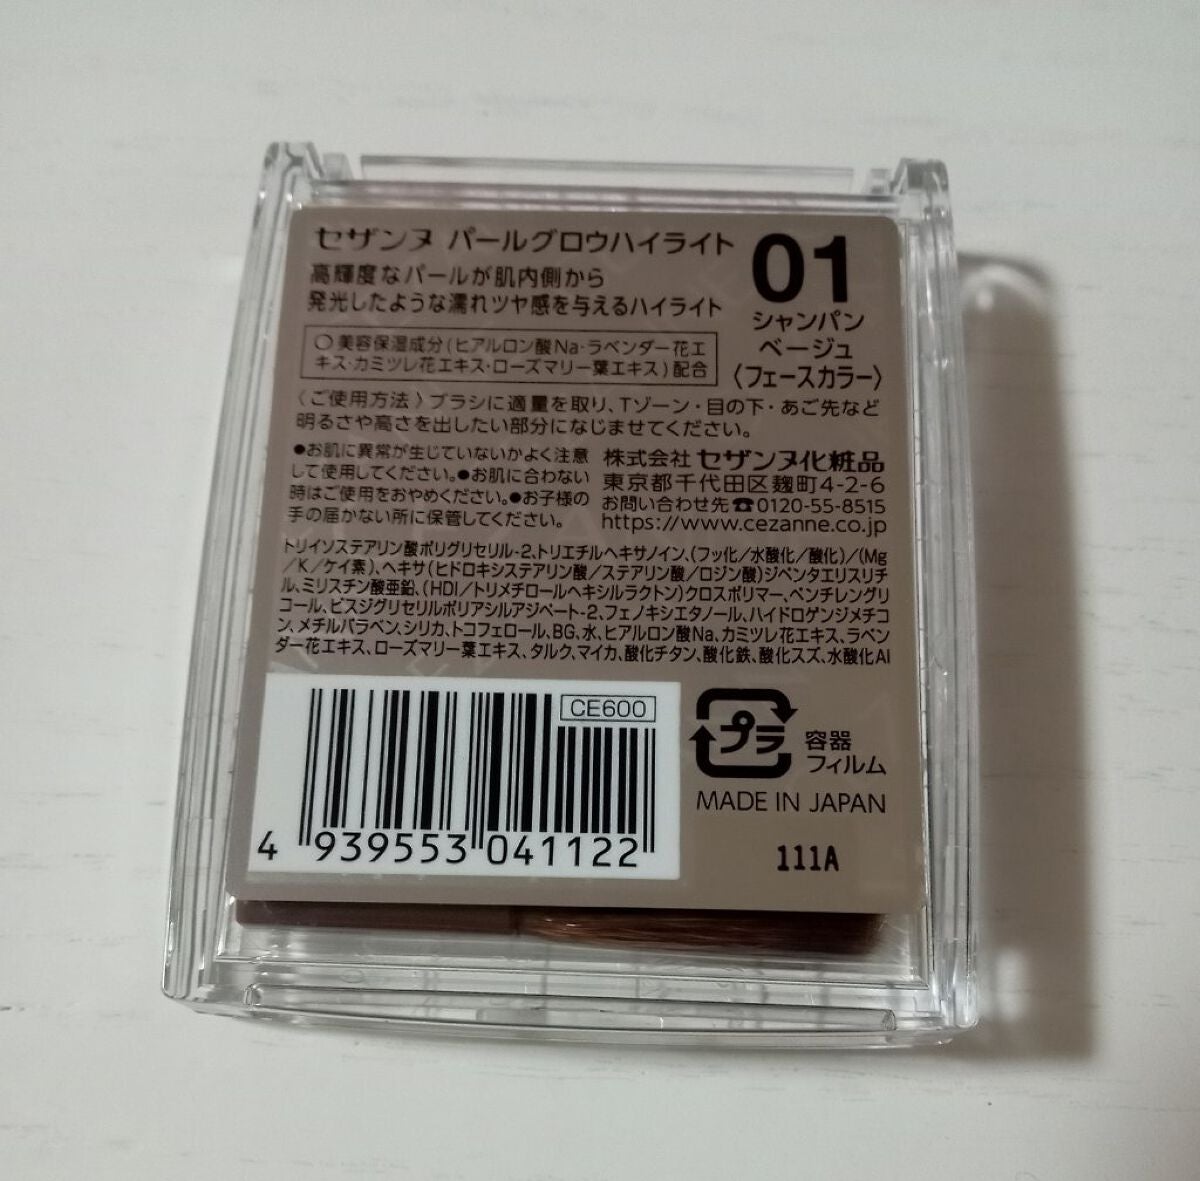 セザンヌ パールグロウハイライト
高輝度なパールが肌内側から
発光したような濡れツヤ感を与えるハイライト
01
シャンパン
ベージュ
〈フェースカラー〉
○美容保湿成分(ヒアルロン酸Na・ラベンダー花エ
キス・カミツレ花エキス・ローズマリー葉エキス)配合
〈ご使用方法〉ブラシに適量を取り、Tゾーン・目の下・あご先など
明るさや高さを出したい部分になじませてください。
●お肌に異常が生じていないかよく注意
して使用してください。●お肌に合わない
時はご使用をおやめください。●お子様の
手の届かない所に保管してください。
株式会社 セザンヌ化粧品
東京都千代田区麹町4-2-6
お問い合わせ先☎0120-55-8515
https://www.cezanne.co.jp
トリイソステアリン酸ポリグリセリル-2、トリエチルヘキサノイン、(フッ化/水酸化/酸化)/(Mg
/K/ケイ素)、ヘキサ(ヒドロキシステアリン酸/ステアリン酸/ロジン酸)ジペンタエリスリチ
ル、ミリスチン酸亜鉛、(HDI/トリメチロールヘキシルラクトン)クロスポリマー、ペンチレングリ
コール、ビスジグリセリルポリアシルアジペート-2、フェノキシエタノール、ハイドロゲンジメチコ
ン、メチルパラベン、シリカ、トコフェロール、BG、水、ヒアルロン酸Na、カミツレ花エキス、ラベン
ダー花エキス、ローズマリー葉エキス、タルク、マイカ、酸化チタン、酸化鉄、酸化スズ、水酸化Al
CE600
4 939553 041122
プラ
容器
フィルム
MADE IN JAPAN
111A